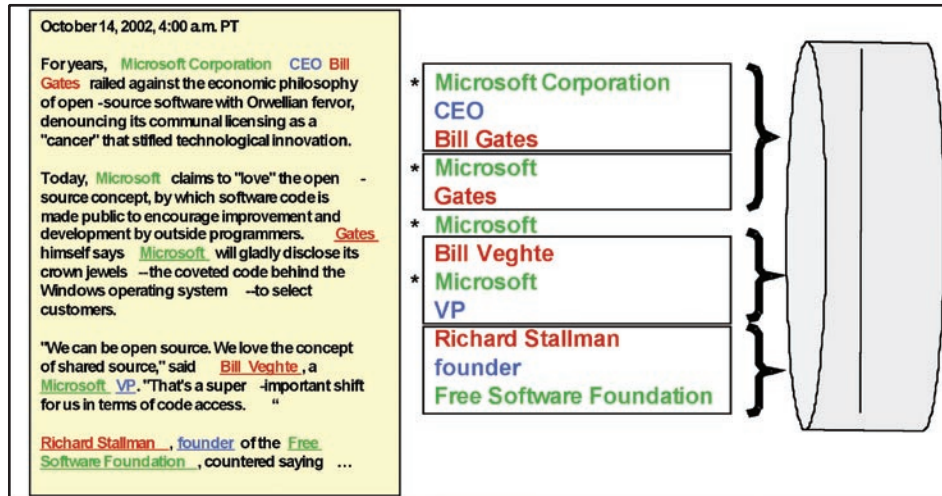 October 14, 2002, 4:00 a.m. PT
For years, Microsoft Corporation CEO Bill
Gates railed against the economic philosophy
of open -source software with Orwellian fervor,
denouncing its communal licensing as a
"cancer" that stifled technological innovation.
Today, Microsoft claims to "love" the open -
source concept, by which software code is
made public to encourage improvement and
development by outside programmers. Gates
himself says Microsoft will gladly disclose its
crown jewels --the coveted code behind the
Windows operating system --to select
customers.
"We can be open source. We love the concept
of shared source," said Bill Veghte, a
Microsoft VP. "That's a super -important shift
for us in terms of code access. “
Richard Stallman, founder of the Free
Software Foundation, countered saying …
* Microsoft Corporation
CEO
Bill Gates
* Microsoft
Gates
* Microsoft
Bill Veghte
* Microsoft
VP
Richard Stallman
founder
Free Software Foundation